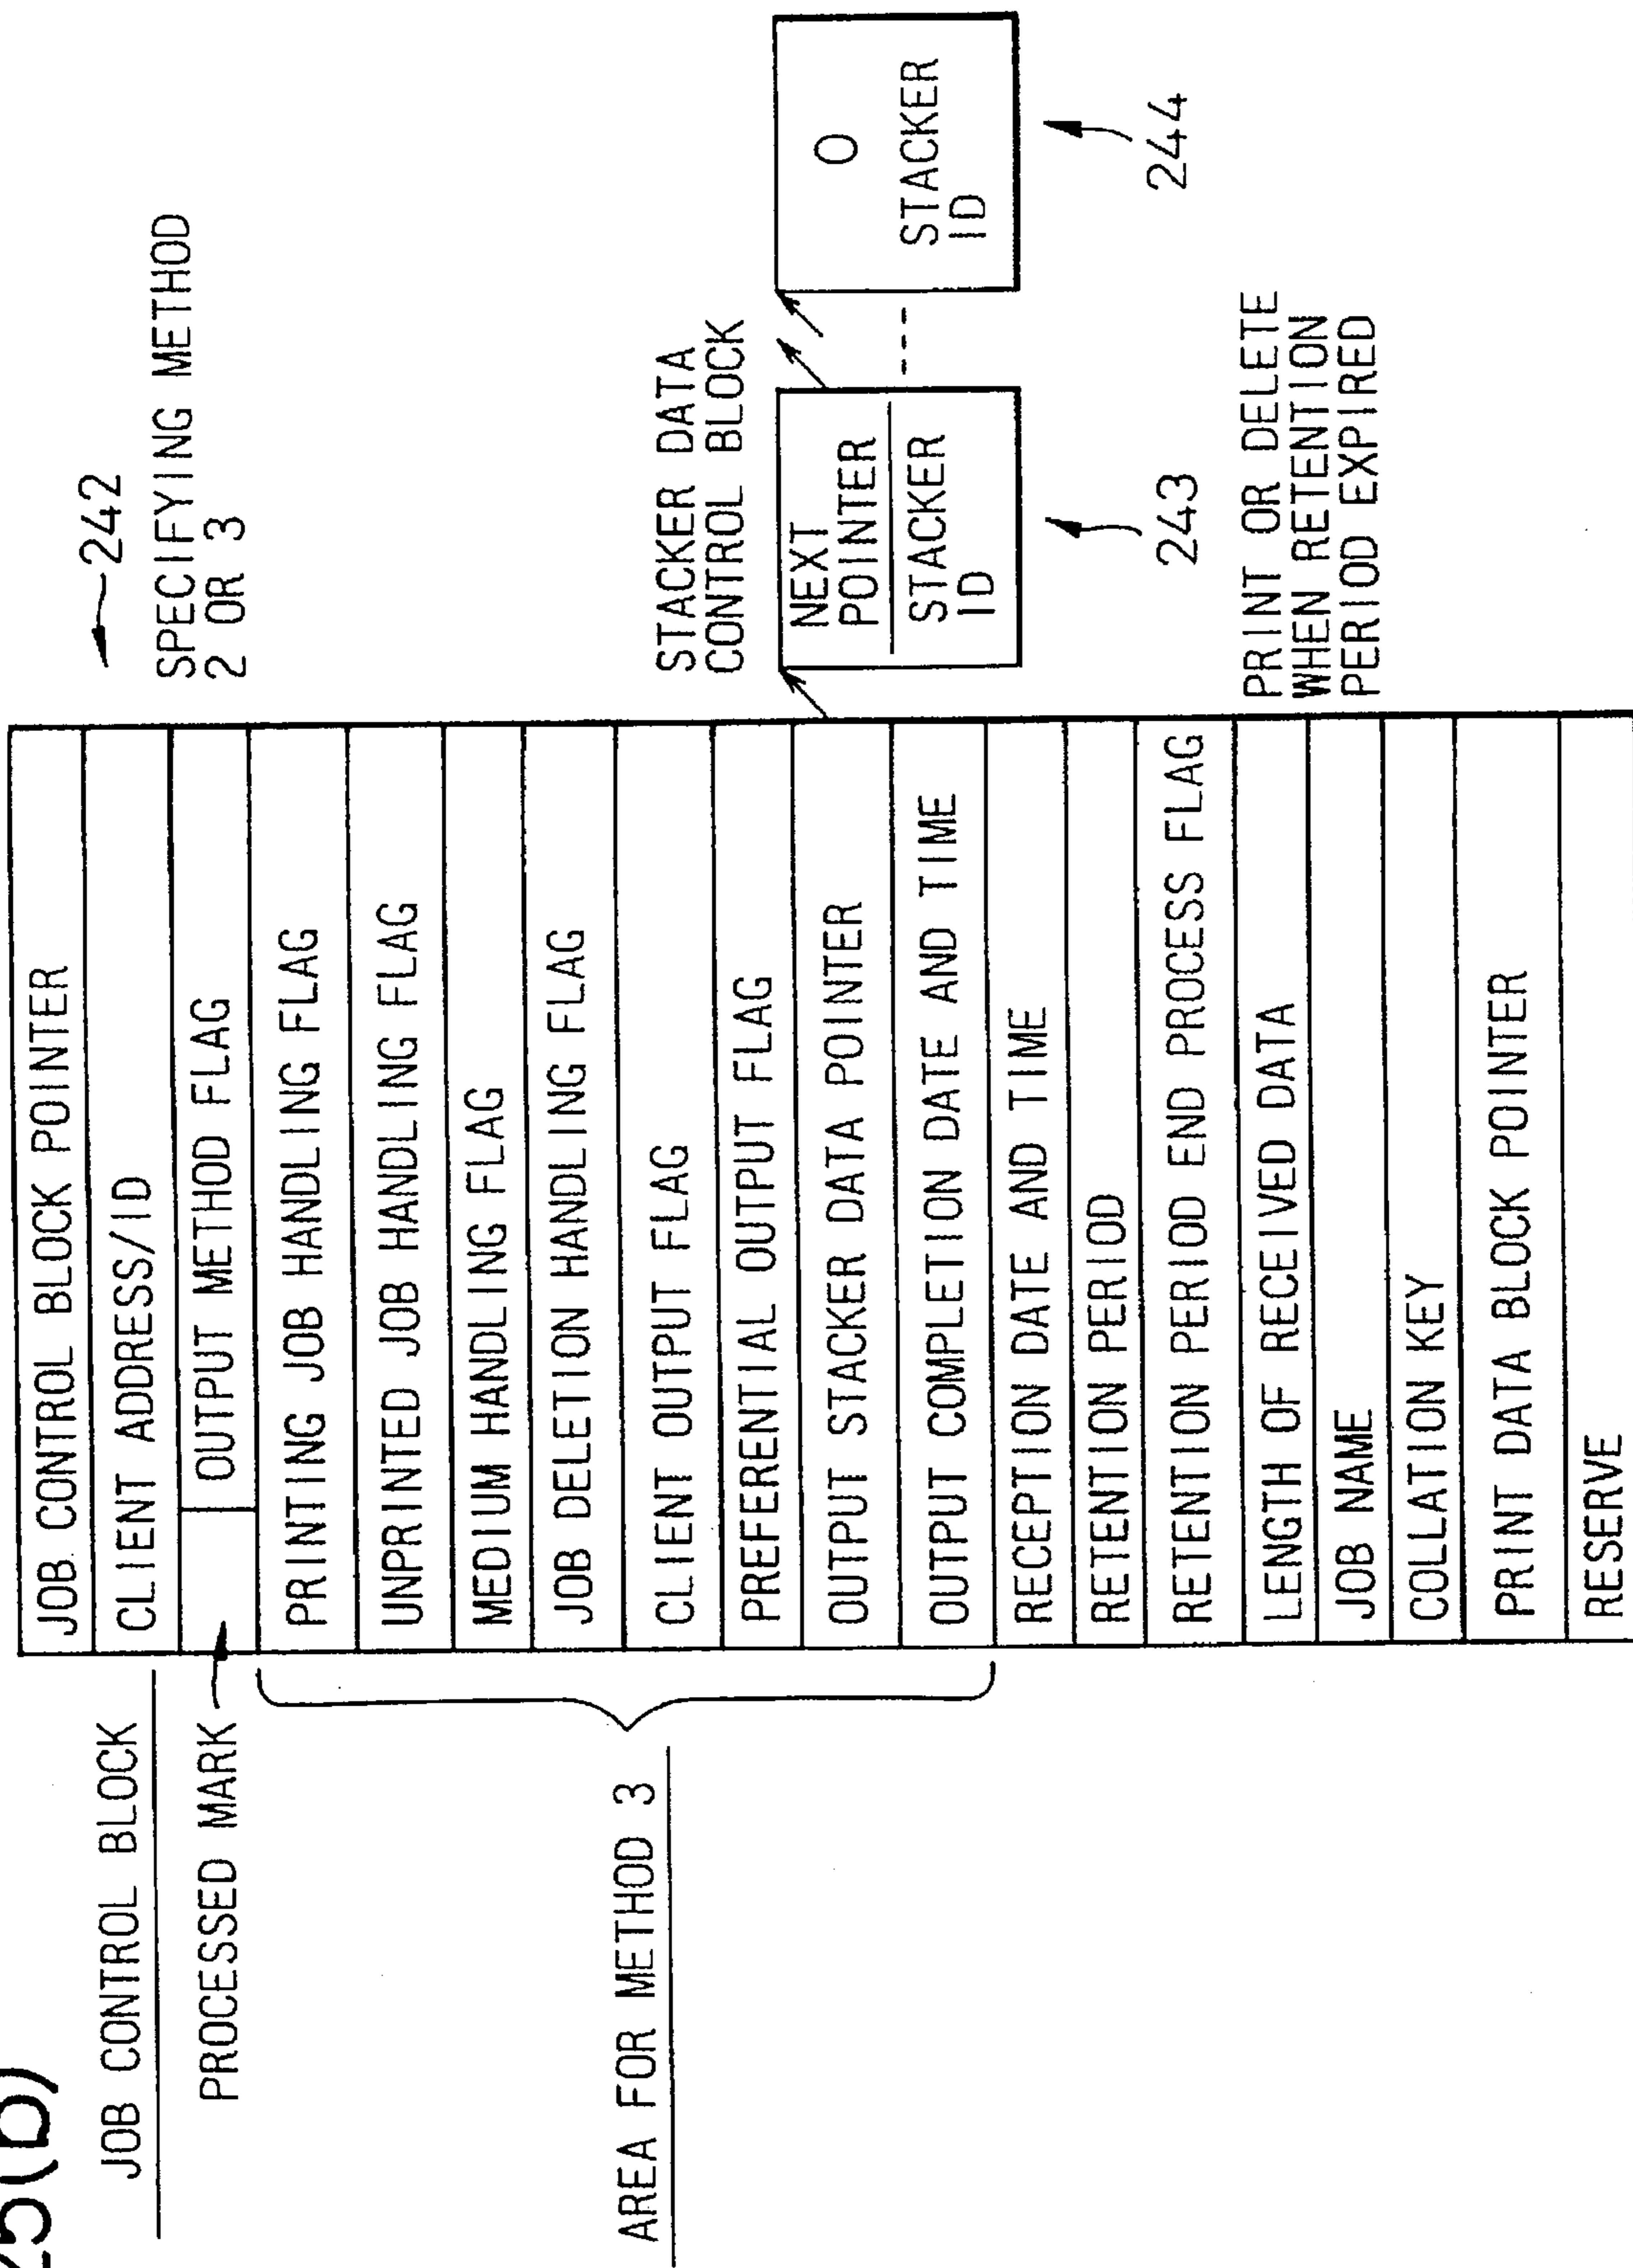 25(b)
JOB CONTROL BLOCK
PROCESSED MARK
AREA FOR METHOD 3
JOB CONTROL BLOCK POINTER
CLIENT ADDRESS/ID
OUTPUT METHOD FLAG
PRINTING JOB HANDLING FLAG
UNPRINTED JOB HANDLING FLAG
MEDIUM HANDLING FLAG
JOB DELETION HANDLING FLAG
CLIENT OUTPUT FLAG
PREFERENTIAL OUTPUT FLAG
OUTPUT STACKER DATA POINTER
OUTPUT COMPLETION DATE AND TIME
RECEPTION DATE AND TIME
RETENTION PERIOD
RETENTION PERIOD END PROCESS FLAG
LENGTH OF RECEIVED DATA
JOB NAME
COLLATION KEY
PRINT DATA BLOCK POINTER
RESERVE
242
SPECIFYING METHOD
2 OR 3
STACKER DATA
CONTROL BLOCK
NEXT
POINTER
STACKER
ID
243
0
STACKER
ID
244
PRINT OR DELETE
WHEN RETENTION
PERIOD EXPIRED